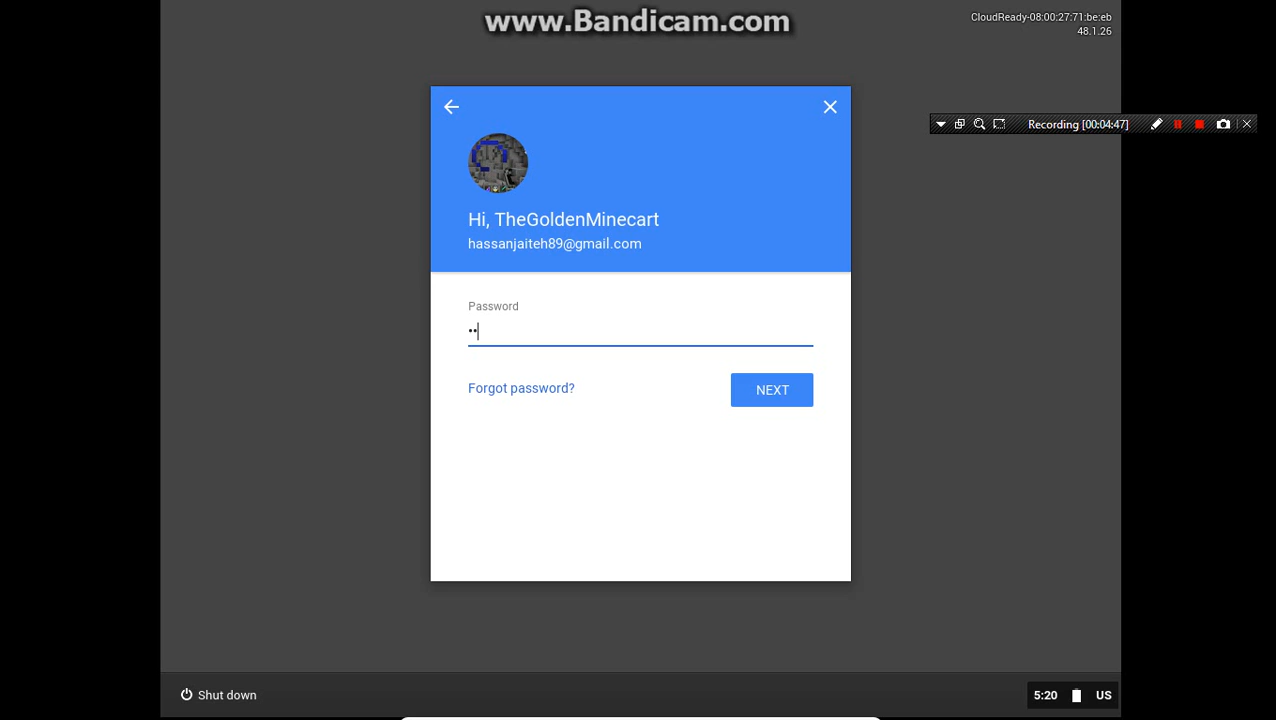 www.Bandicam.com
CloudReady-08:00:27:71:be:eb
48.1.26
Recording [00:04:47]
Hi, TheGoldenMinecart
hassanjaiteh89@gmail.com
Password
••
Forgot password?
NEXT
Shut down
5:20
US